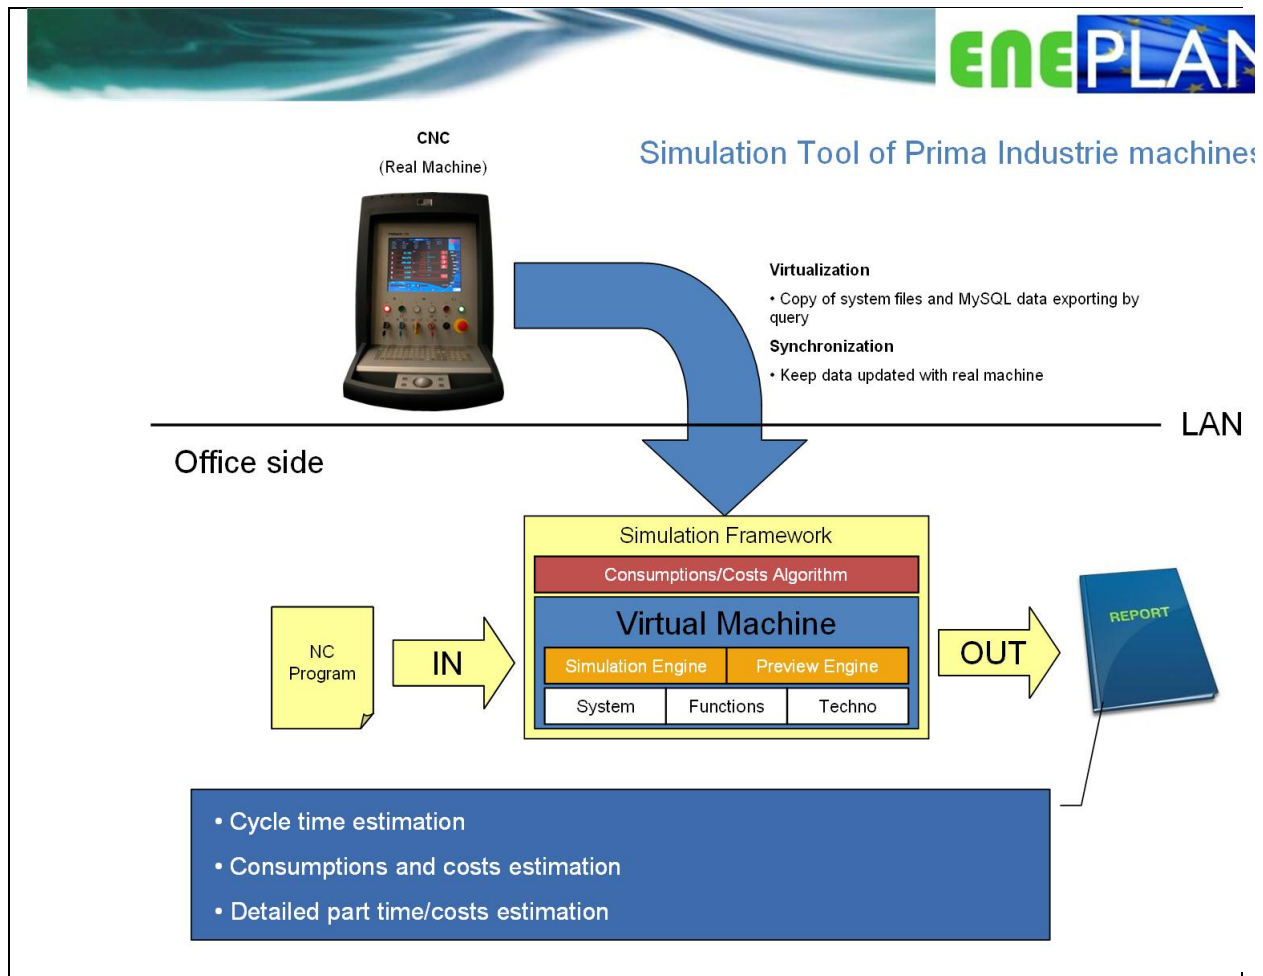 ENEPLAN
CNC
(Real Machine)
Simulation Tool of Prima Industrie machines
Virtualization
• Copy of system files and MySQL data exporting by
query
Synchronization
• Keep data updated with real machine
LAN
Office side
Simulation Framework
Consumptions/Costs Algorithm
Virtual Machine
Simulation Engine
Preview Engine
System
Functions
Techno
NC
Program
IN
OUT
REPORT
• Cycle time estimation
• Consumptions and costs estimation
• Detailed part time/costs estimation